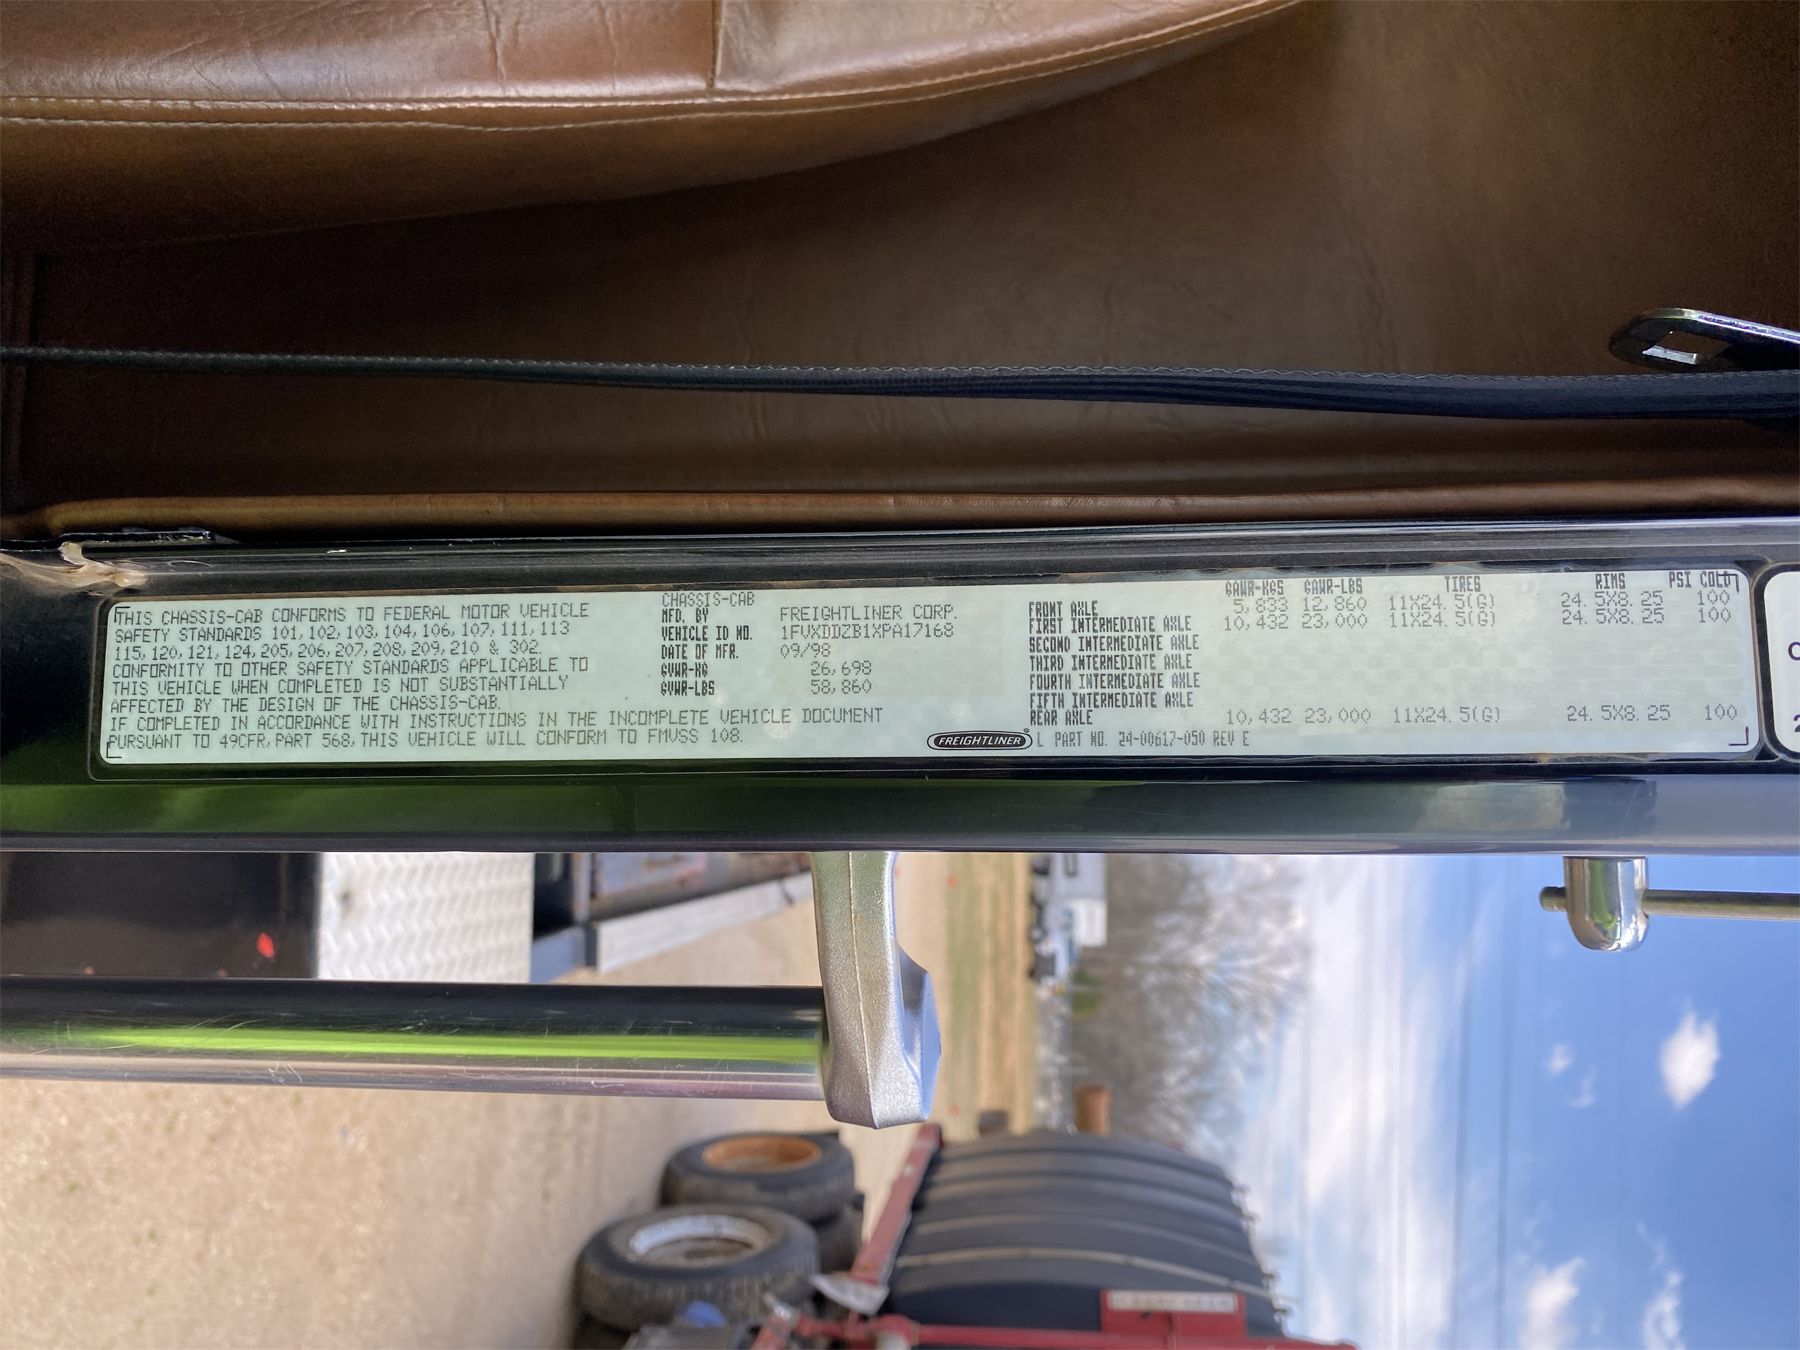 THIS CHASSIS-CAB CONFORMS TO FEDERAL MOTOR VEHICLE
SAFETY STANDARDS 101, 102, 103, 104, 106, 107, 111, 113
115, 120, 121, 124, 205, 206, 207, 208, 209, 210 & 302.
CONFORMITY TO OTHER SAFETY STANDARDS APPLICABLE TO
THIS VEHICLE WHEN COMPLETED IS NOT SUBSTANTIALLY
AFFECTED BY THE DESIGN OF THE CHASSIS-CAB.
IF COMPLETED IN ACCORDANCE WITH INSTRUCTIONS IN THE INCOMPLETE VEHICLE DOCUMENT
PURSUANT TO 49CFR, PART 568, THIS VEHICLE WILL CONFORM TO FMVSS 108.
CHASSIS-CAB
MFD. BY FREIGHTLINER CORP.
VEHICLE ID NO. 1FVXDDZB1XPA17168
DATE OF MFR. 09/98
GVWR-KG 26,698
GVWR-LBS 58,860
GAWR-KGS GAWR-LBS TIRES RIMS PSI COLD
FRONT AXLE 5,833 12,860 11X24.5(G) 24.5X8.25 100
FIRST INTERMEDIATE AXLE 10,432 23,000 11X24.5(G) 24.5X8.25 100
SECOND INTERMEDIATE AXLE
THIRD INTERMEDIATE AXLE
FOURTH INTERMEDIATE AXLE
FIFTH INTERMEDIATE AXLE
REAR AXLE 10,432 23,000 11X24.5(G) 24.5X8.25 100
FREIGHTLINER® L PART NO. 24-00617-050 REV E